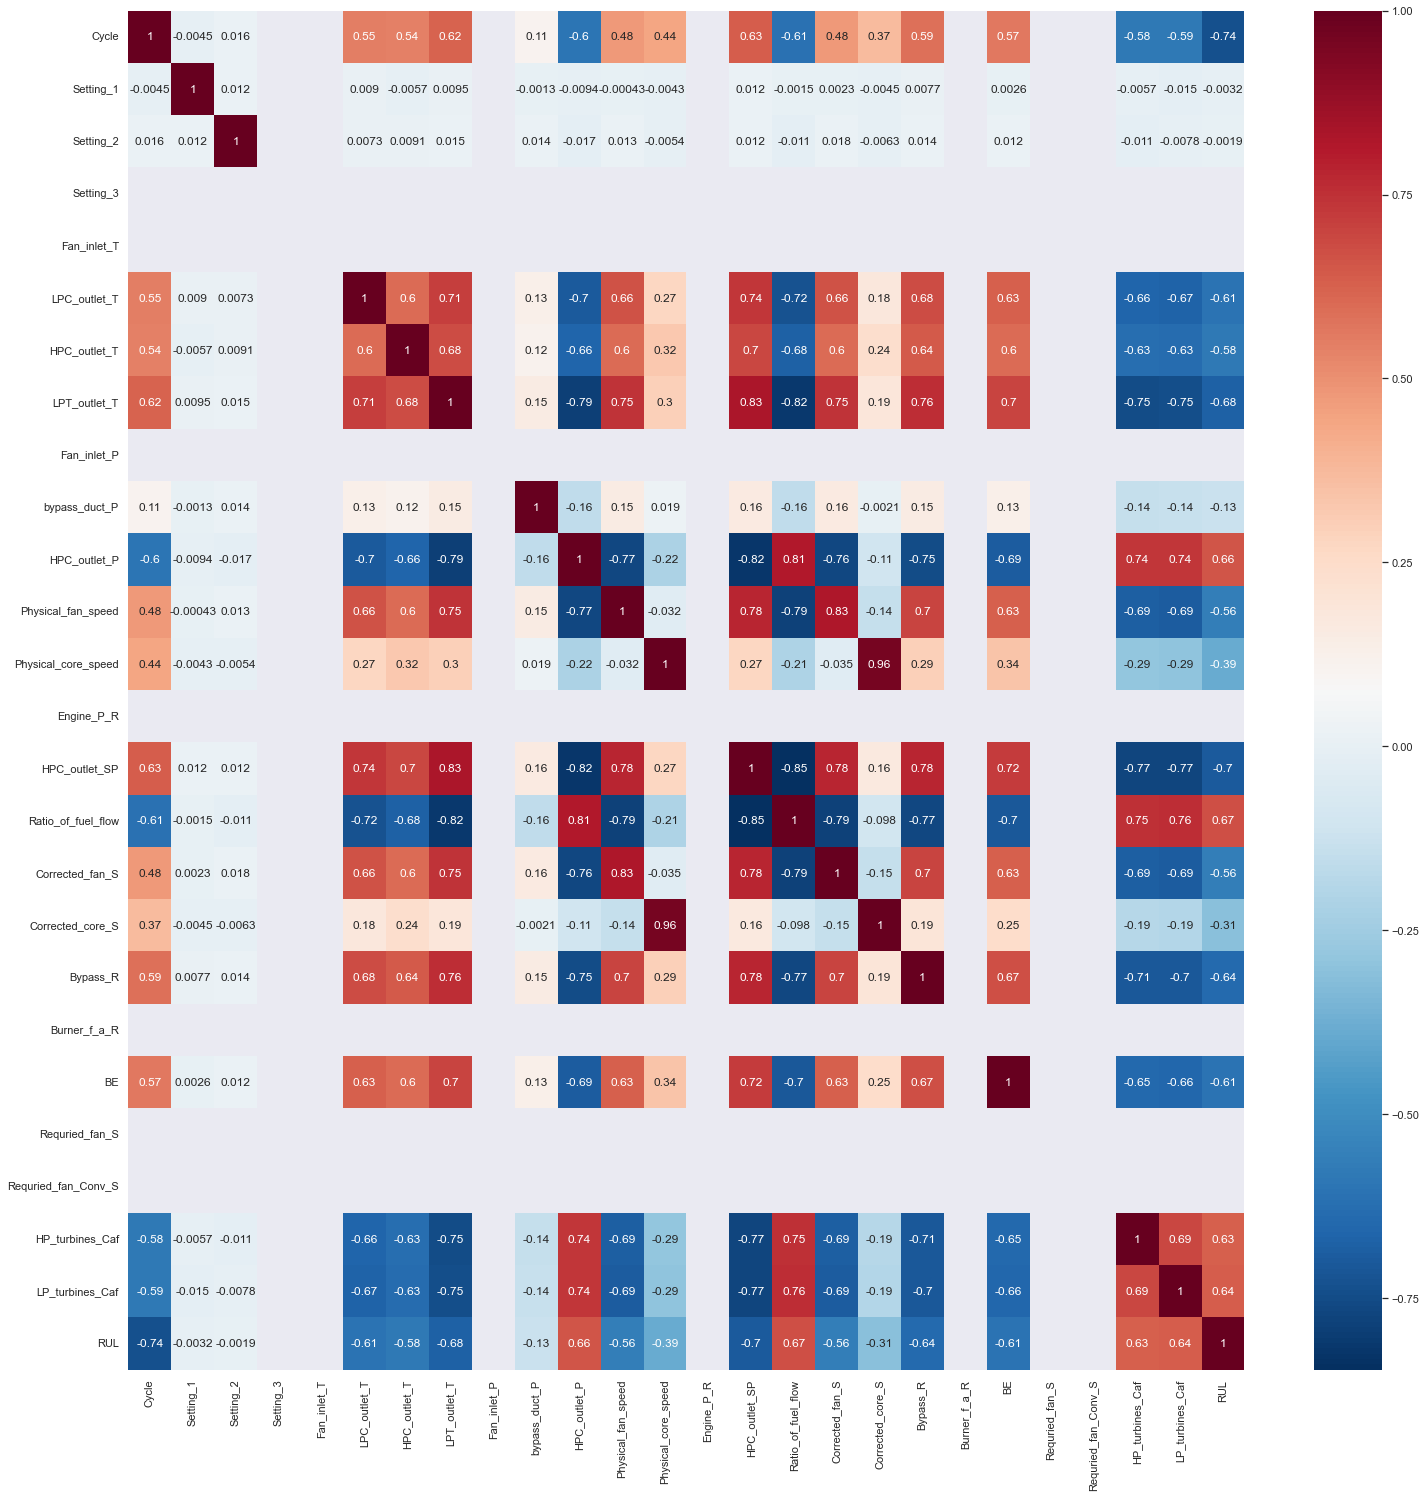 Cycle 1 -0.0045 0.016 0.55 0.54 0.62 0.11 -0.6 0.48 0.44 0.63 -0.61 0.48 0.37 0.59 0.57 -0.58 -0.59 -0.74
Setting_1 -0.0045 1 0.012 0.009 -0.0057 0.0095 -0.0013 -0.0094 -0.00043 -0.0043 0.012 -0.0015 0.0023 -0.0045 0.0077 0.0026 -0.0057 -0.015 -0.0032
Setting_2 0.016 0.012 1 0.0073 0.0091 0.015 0.014 -0.017 0.013 -0.0054 0.012 -0.011 0.018 -0.0063 0.014 0.012 -0.011 -0.0078 -0.0019
Setting_3
Fan_inlet_T
LPC_outlet_T 0.55 0.009 0.0073 1 0.6 0.71 0.13 -0.7 0.66 0.27 0.74 -0.72 0.66 0.18 0.68 0.63 -0.66 -0.67 -0.61
HPC_outlet_T 0.54 -0.0057 0.0091 0.6 1 0.68 0.12 -0.66 0.6 0.32 0.7 -0.68 0.6 0.24 0.64 0.6 -0.63 -0.63 -0.58
LPT_outlet_T 0.62 0.0095 0.015 0.71 0.68 1 0.15 -0.79 0.75 0.3 0.83 -0.82 0.75 0.19 0.76 0.7 -0.75 -0.75 -0.68
Fan_inlet_P
bypass_duct_P 0.11 -0.0013 0.014 0.13 0.12 0.15 1 -0.16 0.15 0.019 0.16 -0.16 0.16 -0.0021 0.15 0.13 -0.14 -0.14 -0.13
HPC_outlet_P -0.6 -0.0094 -0.017 -0.7 -0.66 -0.79 -0.16 1 -0.77 -0.22 -0.82 0.81 -0.76 -0.11 -0.75 -0.69 0.74 0.74 0.66
Physical_fan_speed 0.48 -0.00043 0.013 0.66 0.6 0.75 0.15 -0.77 1 -0.032 0.78 -0.79 0.83 -0.14 0.7 0.63 -0.69 -0.69 -0.56
Physical_core_speed 0.44 -0.0043 -0.0054 0.27 0.32 0.3 0.019 -0.22 -0.032 1 0.27 -0.21 -0.035 0.96 0.29 0.34 -0.29 -0.29 -0.39
Engine_P_R
HPC_outlet_SP 0.63 0.012 0.012 0.74 0.7 0.83 0.16 -0.82 0.78 0.27 1 -0.85 0.78 0.16 0.78 0.72 -0.77 -0.77 -0.7
Ratio_of_fuel_flow -0.61 -0.0015 -0.011 -0.72 -0.68 -0.82 -0.16 0.81 -0.79 -0.21 -0.85 1 -0.79 -0.098 -0.77 -0.7 0.75 0.76 0.67
Corrected_fan_S 0.48 0.0023 0.018 0.66 0.6 0.75 0.16 -0.76 0.83 -0.035 0.78 -0.79 1 -0.15 0.7 0.63 -0.69 -0.69 -0.56
Corrected_core_S 0.37 -0.0045 -0.0063 0.18 0.24 0.19 -0.0021 -0.11 -0.14 0.96 0.16 -0.098 -0.15 1 0.19 0.25 -0.19 -0.19 -0.31
Bypass_R 0.59 0.0077 0.014 0.68 0.64 0.76 0.15 -0.75 0.7 0.29 0.78 -0.77 0.7 0.19 1 0.67 -0.71 -0.7 -0.64
Burner_f_a_R
BE 0.57 0.0026 0.012 0.63 0.6 0.7 0.13 -0.69 0.63 0.34 0.72 -0.7 0.63 0.25 0.67 1 -0.65 -0.66 -0.61
Requried_fan_S
Requried_fan_Conv_S
HP_turbines_Caf -0.58 -0.0057 -0.011 -0.66 -0.63 -0.75 -0.14 0.74 -0.69 -0.29 -0.77 0.75 -0.69 -0.19 -0.71 -0.65 1 0.69 0.63
LP_turbines_Caf -0.59 -0.015 -0.0078 -0.67 -0.63 -0.75 -0.14 0.74 -0.69 -0.29 -0.77 0.76 -0.69 -0.19 -0.7 -0.66 0.69 1 0.64
RUL -0.74 -0.0032 -0.0019 -0.61 -0.58 -0.68 -0.13 0.66 -0.56 -0.39 -0.7 0.67 -0.56 -0.31 -0.64 -0.61 0.63 0.64 1
Cycle
Setting_1
Setting_2
Setting_3
Fan_inlet_T
LPC_outlet_T
HPC_outlet_T
LPT_outlet_T
Fan_inlet_P
bypass_duct_P
HPC_outlet_P
Physical_fan_speed
Physical_core_speed
Engine_P_R
HPC_outlet_SP
Ratio_of_fuel_flow
Corrected_fan_S
Corrected_core_S
Bypass_R
Burner_f_a_R
BE
Requried_fan_S
Requried_fan_Conv_S
HP_turbines_Caf
LP_turbines_Caf
RUL
1.00
0.75
0.50
0.25
0.00
−0.25
−0.50
−0.75